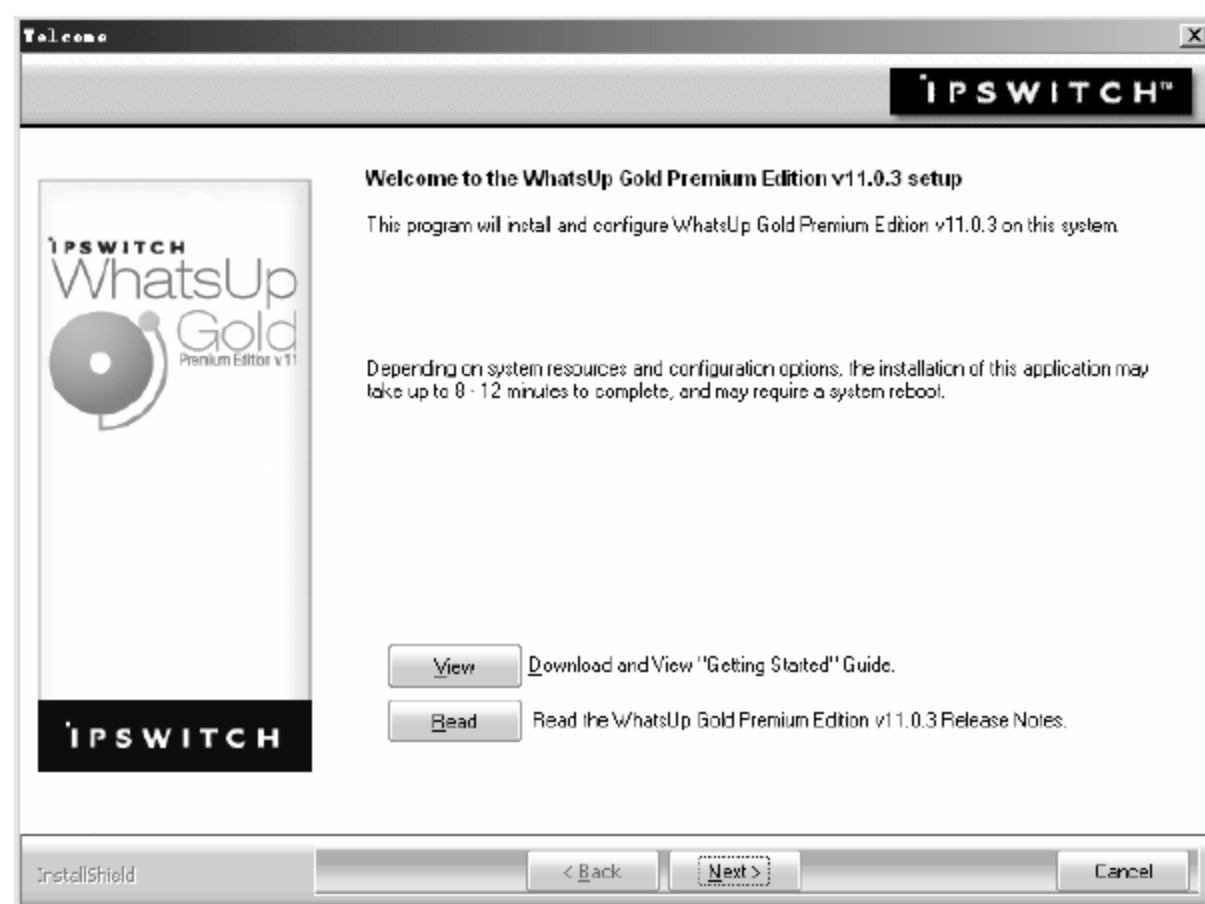 Welcome
X
IPSWITCH™
Welcome to the WhatsUp Gold Premium Edition v11.0.3 setup
This program will install and configure WhatsUp Gold Premium Edition v11.0.3 on this system.
IPSWITCH
WhatsUp
Gold
Premium Edition v11
Depending on system resources and configuration options, the installation of this application may
take up to 8 - 12 minutes to complete, and may require a system reboot.
View Download and View "Getting Started" Guide.
Read Read the WhatsUp Gold Premium Edition v11.0.3 Release Notes.
IPSWITCH
InstallShield
< Back Next > Cancel